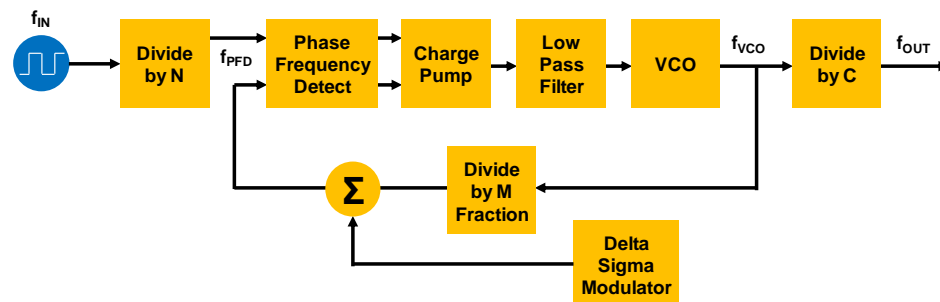 fIN
Divide
by N
fPFD
Phase
Frequency
Detect
Charge
Pump
Low
Pass
Filter
VCO
fVCO
Divide
by C
fOUT
Σ
Divide
by M
Fraction
Delta
Sigma
Modulator